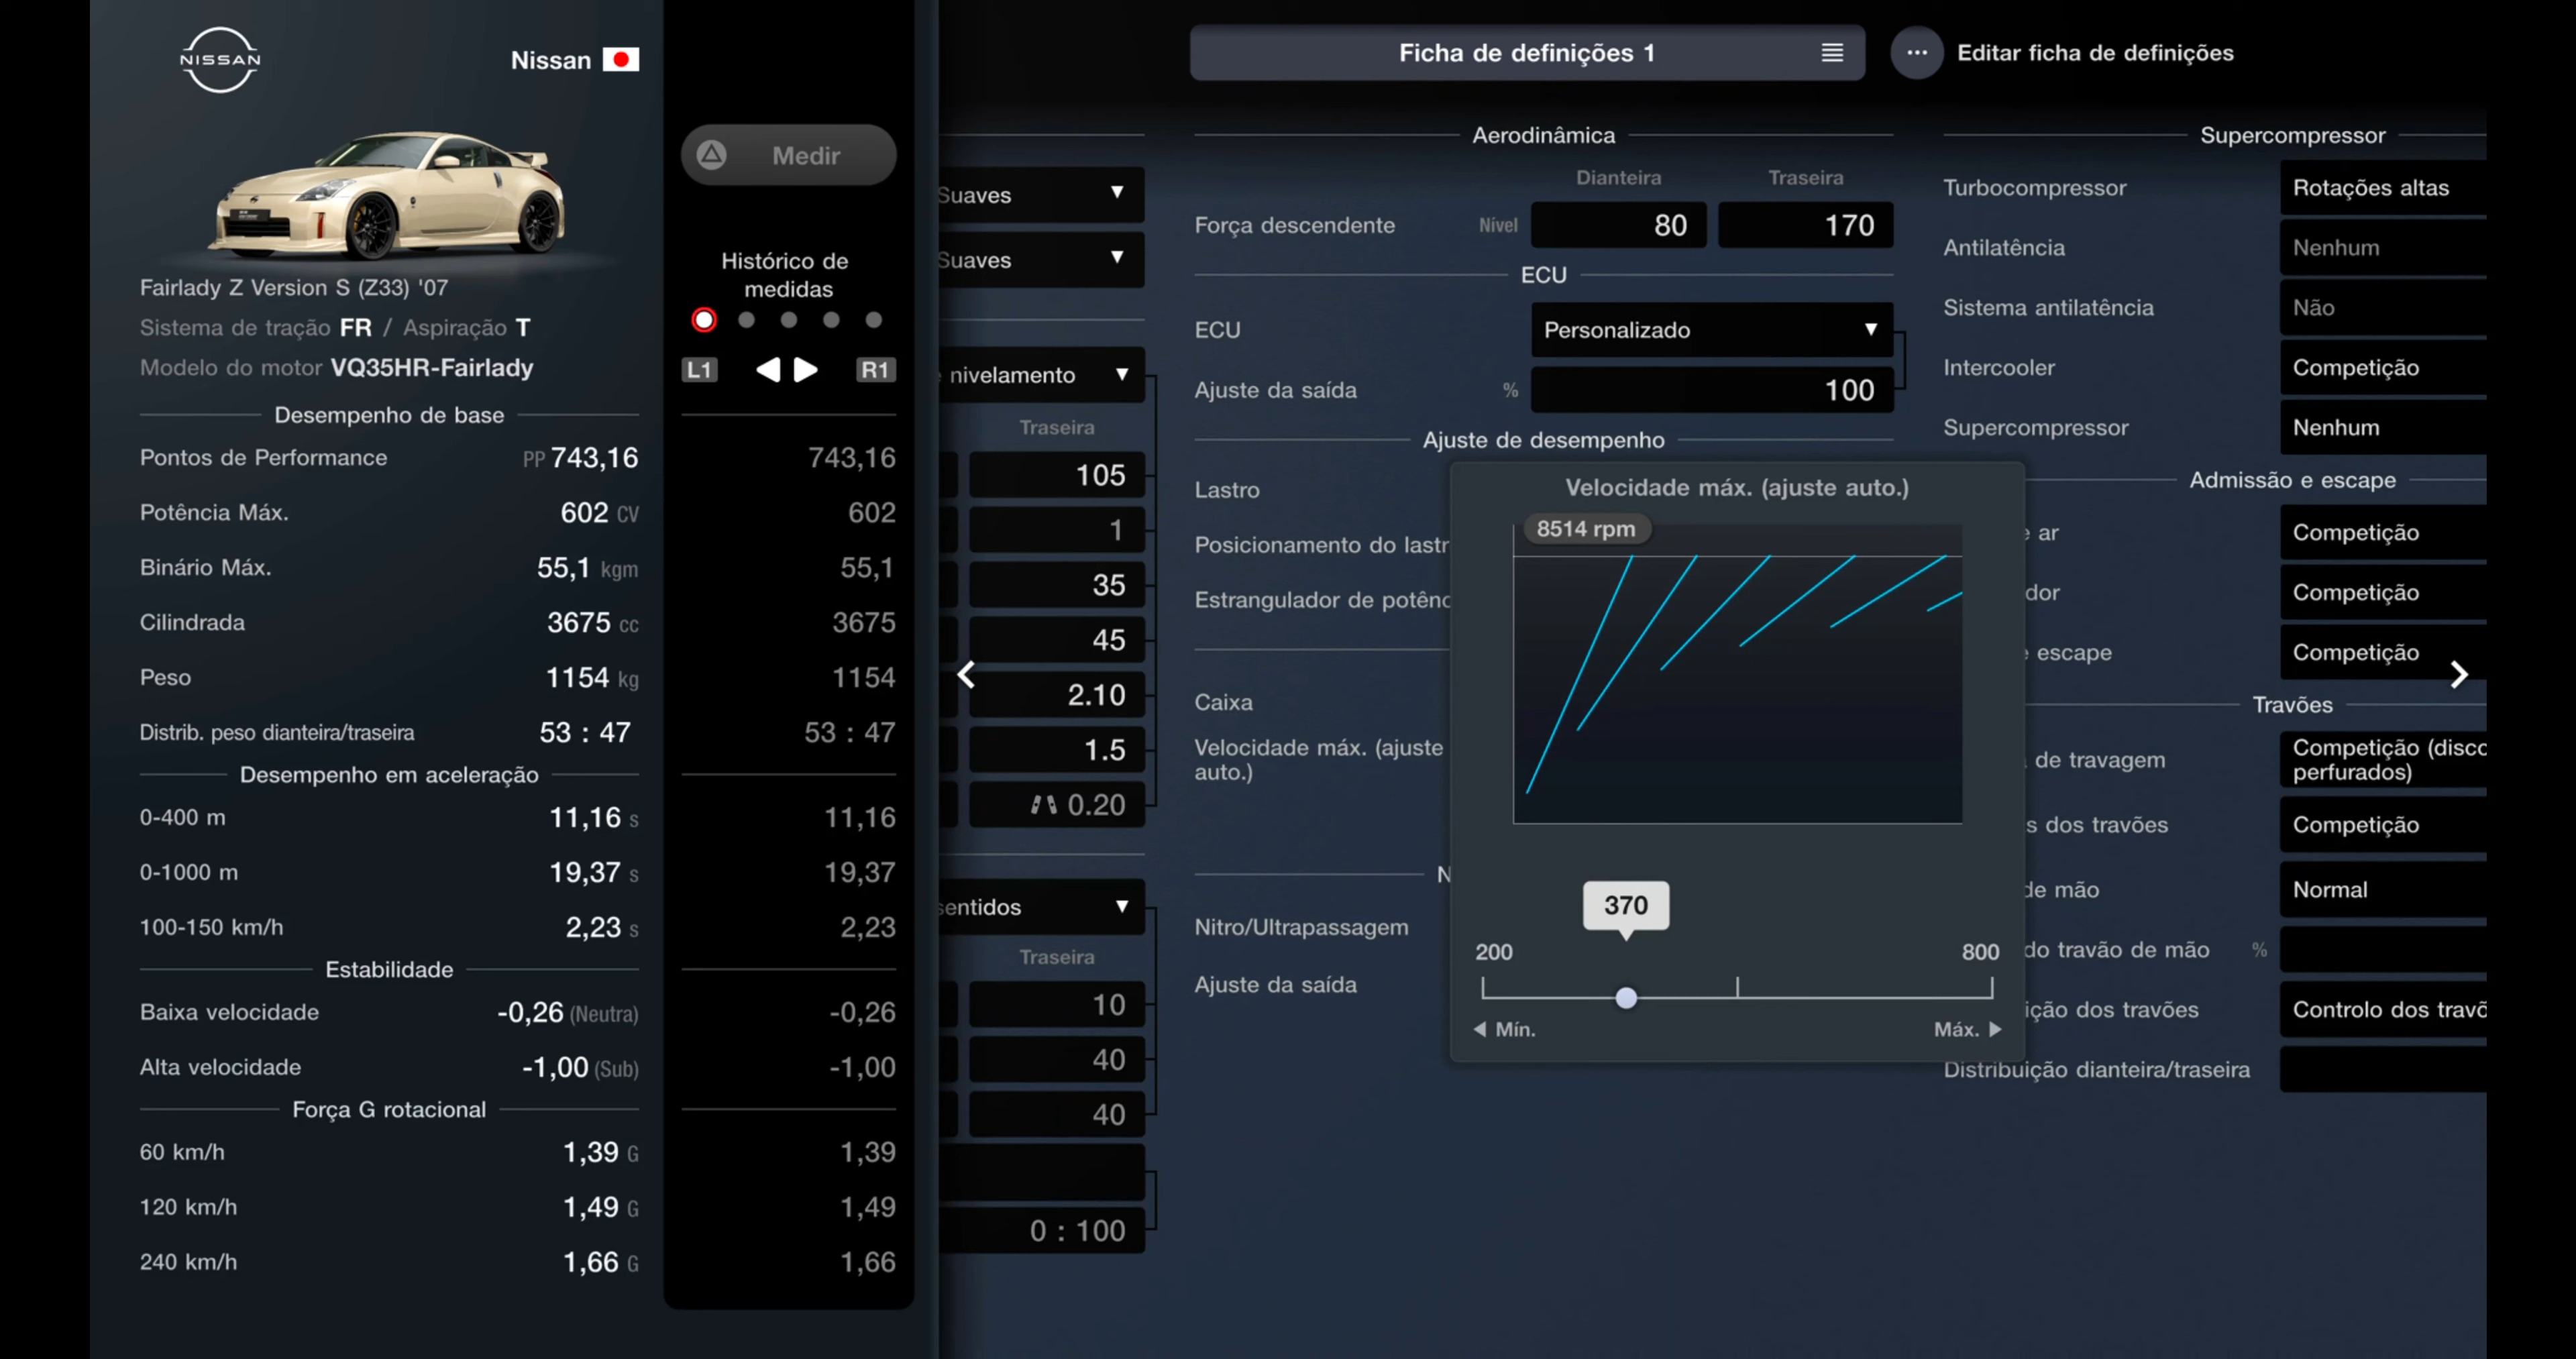 NISSAN
Nissan
Fairlady Z Version S (Z33) '07
Sistema de tração FR / Aspiração T
Modelo do motor VQ35HR-Fairlady
Desempenho de base
Pontos de Performance PP 743,16
Potência Máx. 602 CV
Binário Máx. 55,1 kgm
Cilindrada 3675 cc
Peso 1154 kg
Distrib. peso dianteira/traseira 53 : 47
Desempenho em aceleração
0-400 m 11,16 s
0-1000 m 19,37 s
100-150 km/h 2,23 s
Estabilidade
Baixa velocidade -0,26 (Neutra)
Alta velocidade -1,00 (Sub)
Força G rotacional
60 km/h 1,39 G
120 km/h 1,49 G
240 km/h 1,66 G
Medir
Histórico de
medidas
L1 R1
743,16
602
55,1
3675
1154
53 : 47
11,16
19,37
2,23
-0,26
-1,00
1,39
1,49
1,66
Ficha de definições 1
Editar ficha de definições
Suaves
Suaves
nivelamento
Traseira
105
1
35
45
2.10
1.5
0.20
sentidos
Traseira
10
40
40
0 : 100
Aerodinâmica
Dianteira Traseira
Força descendente Nível 80 170
ECU
ECU Personalizado
Ajuste da saída % 100
Ajuste de desempenho
Lastro
Posicionamento do lastr
Estrangulador de potênc
Caixa
Velocidade máx. (ajuste
auto.)
N
Nitro/Ultrapassagem
Ajuste da saída
Velocidade máx. (ajuste auto.)
8514 rpm
370
200 800
Mín. Máx.
Supercompressor
Turbocompressor Rotações altas
Antilatência Nenhum
Sistema antilatência Não
Intercooler Competição
Supercompressor Nenhum
Admissão e escape
ar Competição
dor Competição
escape Competição
Travões
de travagem Competição (disco
perfurados)
s dos travões Competição
de mão Normal
do travão de mão %
ição dos travões Controlo dos travõ
Distribuição dianteira/traseira